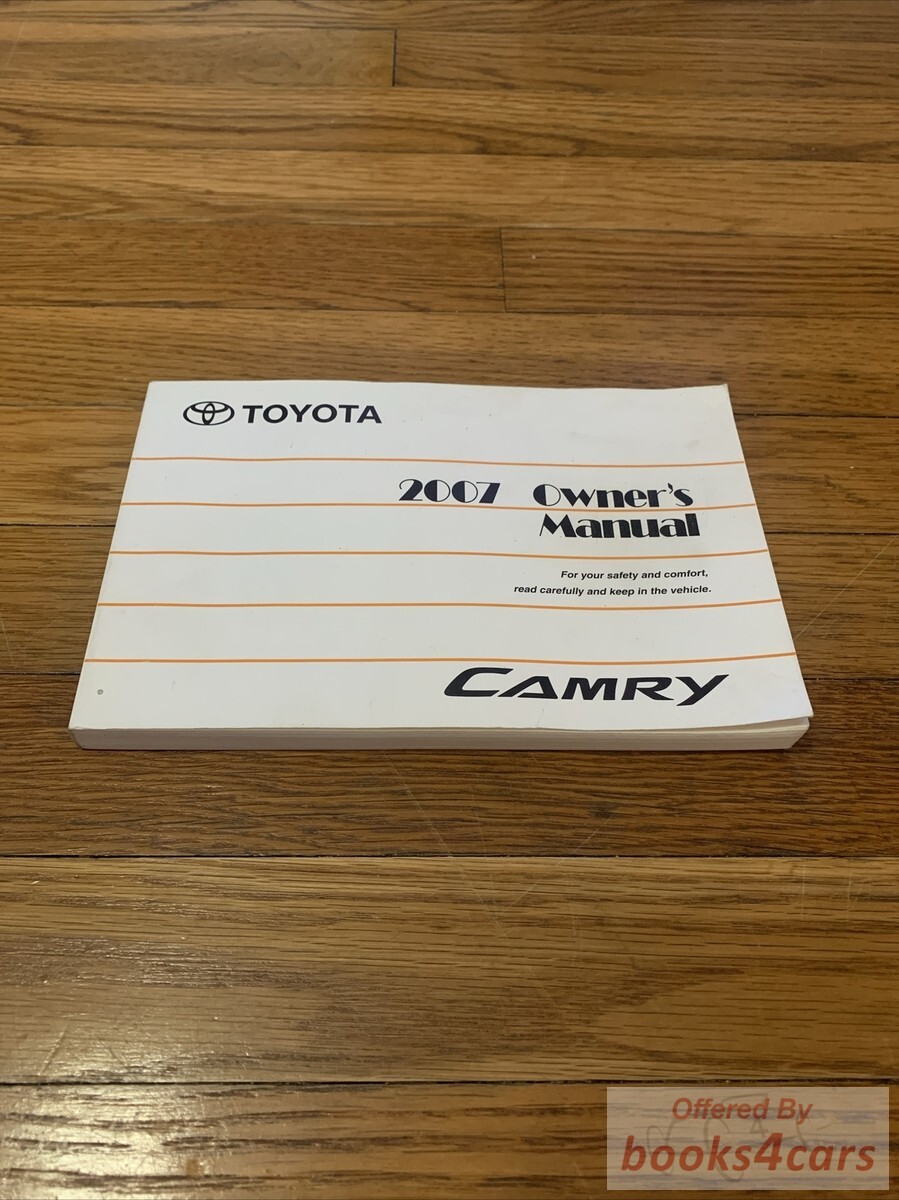 TOYOTA
2007 Owner's
Manual
For your safety and comfort,
read carefully and keep in the vehicle.
CAMRY
Offered By
books4cars